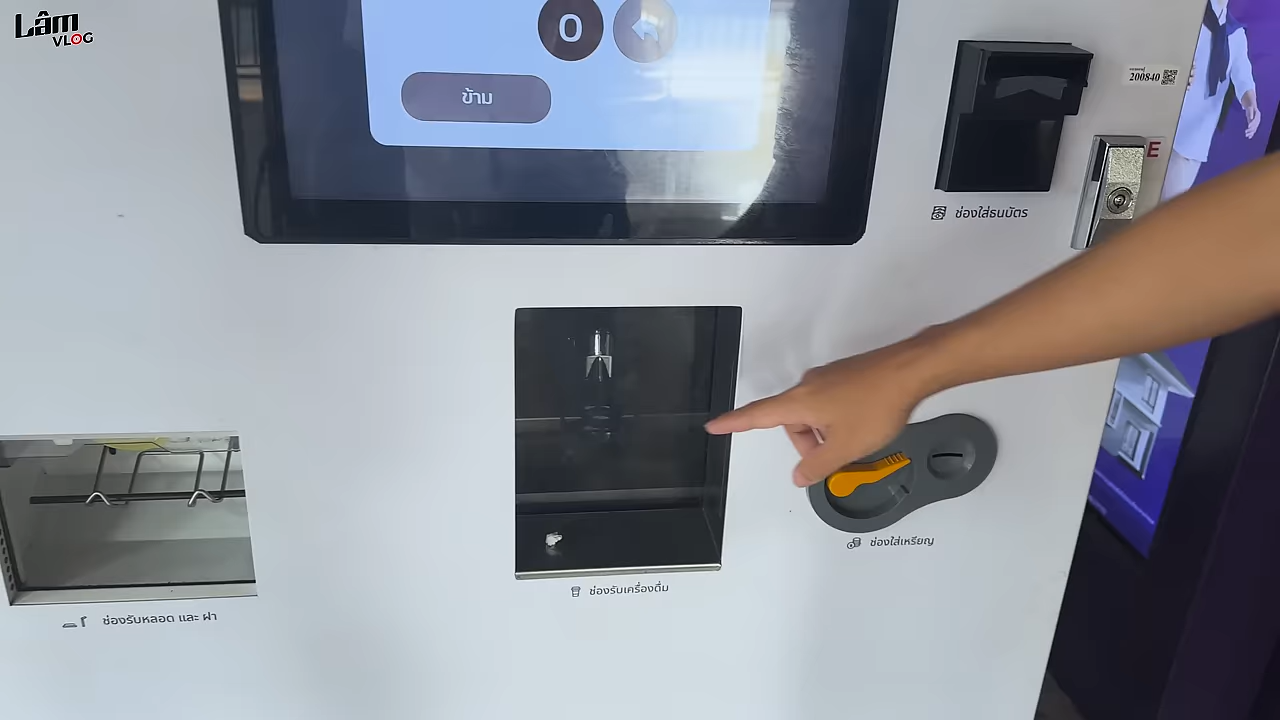 Lâm
VLOG
0
ข้าม
200840
E
ช่องใส่ธนบัตร
ช่องใส่เหรียญ
ช่องรับเครื่องดื่ม
ช่องรับหลอด และ ฝา